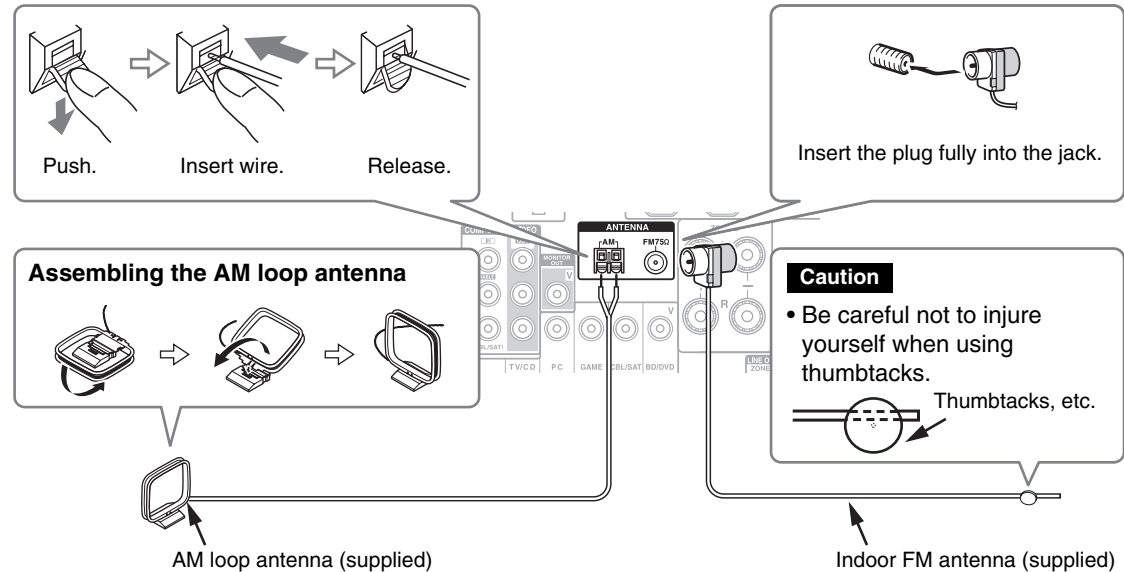 Push.
Insert wire.
Release.
Insert the plug fully into the jack.
ANTENNA
AM
FM75Ω
IN
MONITOR
OUT
V
V
R
TV/CD
PC
GAME
CBL/SAT
BD/DVD
ZONE
Assembling the AM loop antenna
Caution
• Be careful not to injure
yourself when using
thumbtacks.
Thumbtacks, etc.
AM loop antenna (supplied)
Indoor FM antenna (supplied)